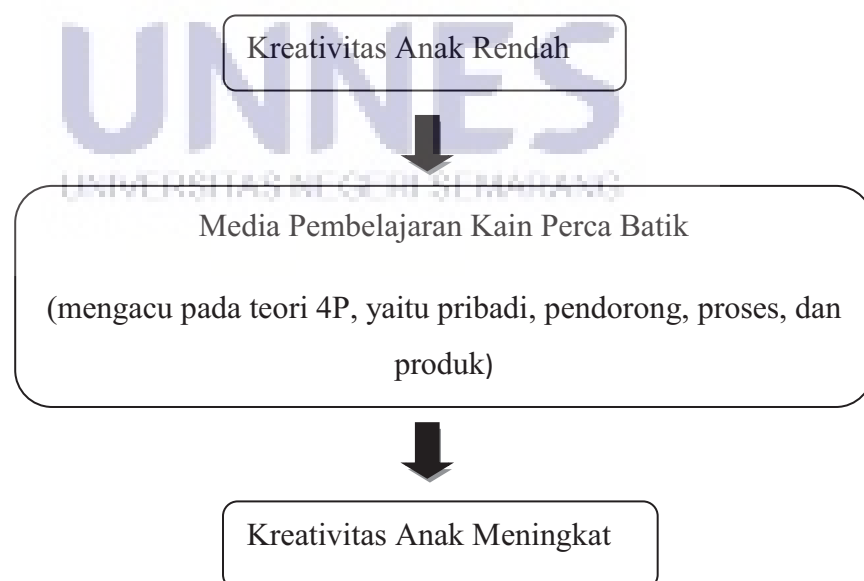 UNNES
Kreativitas Anak Rendah
UNIVERSITAS NEGERI SEMARANG
Media Pembelajaran Kain Perca Batik
(mengacu pada teori 4P, yaitu pribadi, pendorong, proses, dan
produk)
Kreativitas Anak Meningkat